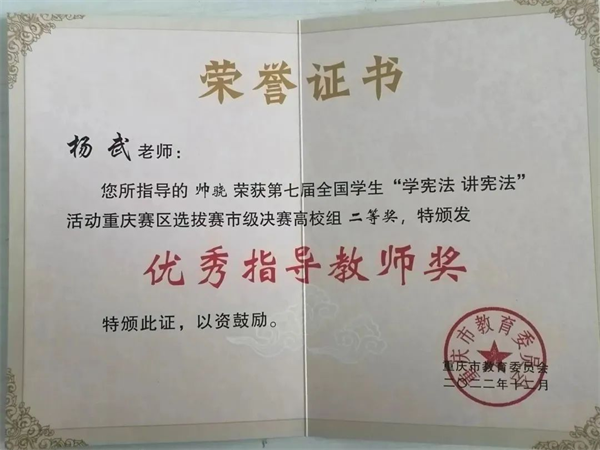 荣誉证书
杨武老师：
您所指导的 帅骁 荣获第七届全国学生“学宪法 讲宪法”
活动重庆赛区选拔赛市级决赛高校组 二等奖，特颁发
优秀指导教师奖
特颁此证，以资鼓励。
重庆市教育委员会
重庆市教育委员会
二〇二二年十二月